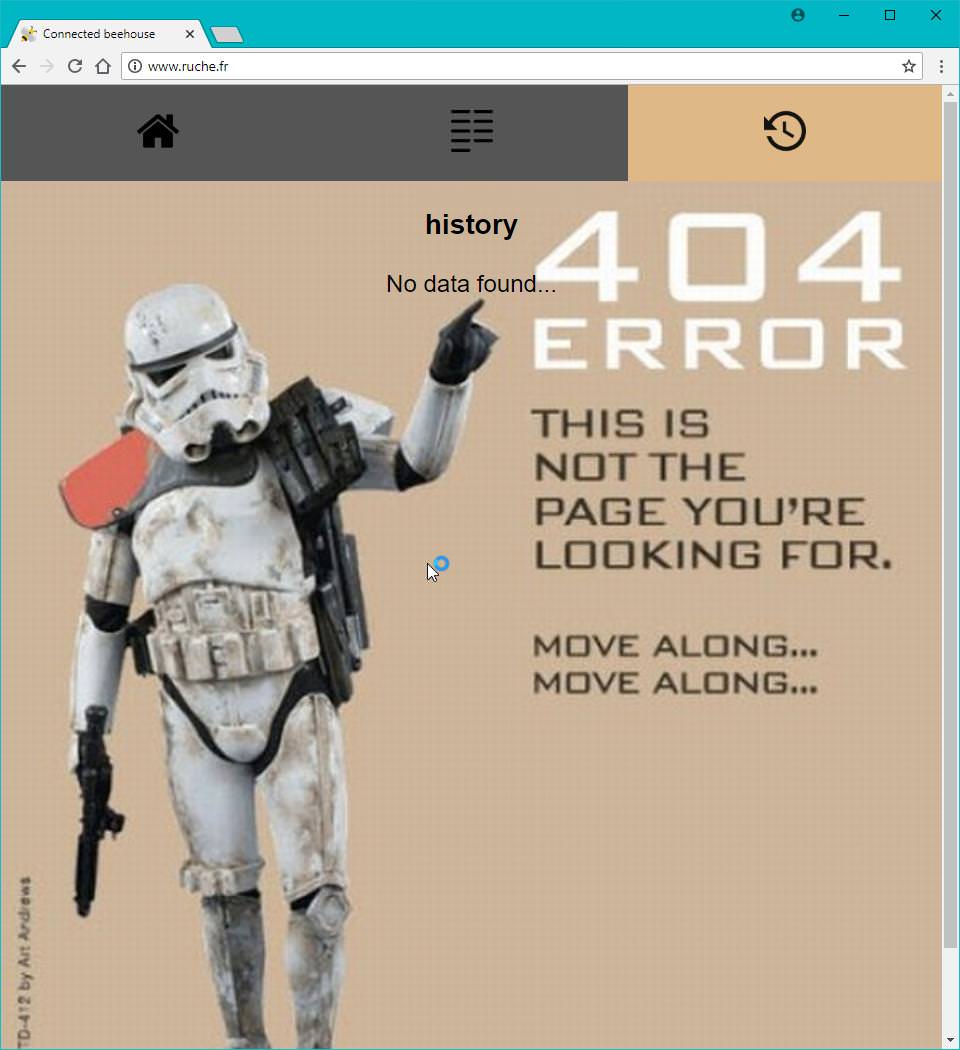 Connected beehouse
www.ruche.fr
history
No data found...
404
ERROR
THIS IS
NOT THE
PAGE YOU'RE
LOOKING FOR.
MOVE ALONG...
MOVE ALONG...
TD-412 by Art Andrews